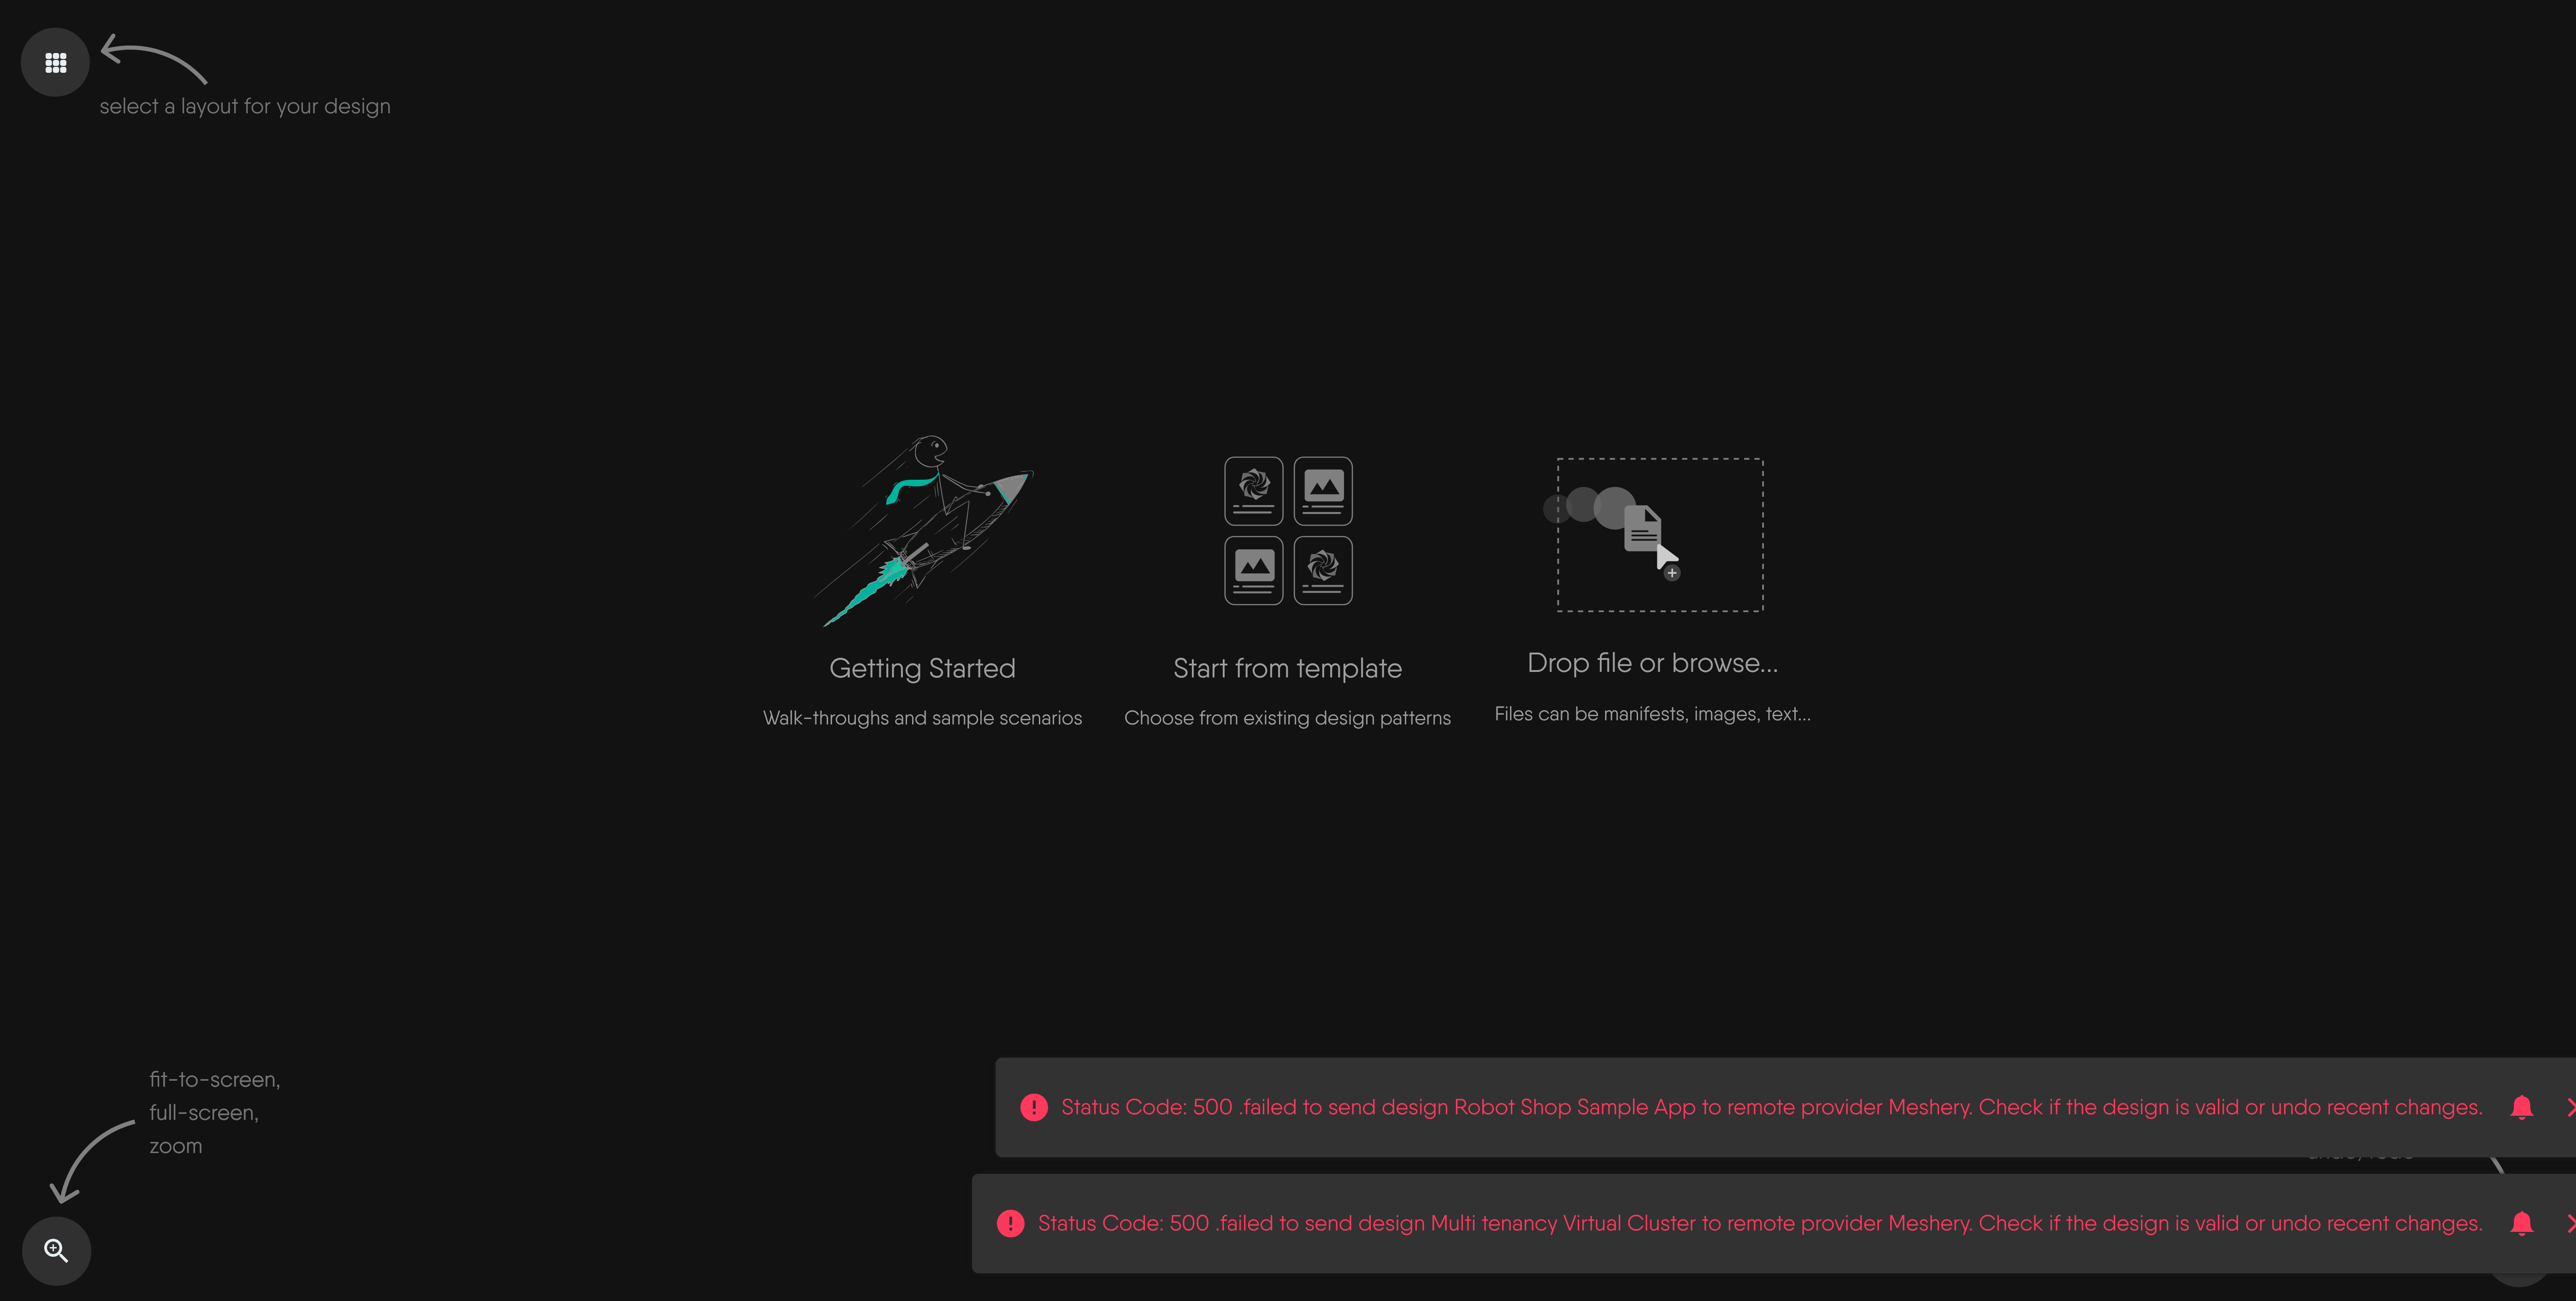 select a layout for your design
Getting Started
Walk-throughs and sample scenarios
Start from template
Choose from existing design patterns
Drop file or browse...
Files can be manifests, images, text...
fit-to-screen,
full-screen,
zoom
Status Code: 500 .failed to send design Robot Shop Sample App to remote provider Meshery. Check if the design is valid or undo recent changes.
Status Code: 500 .failed to send design Multi tenancy Virtual Cluster to remote provider Meshery. Check if the design is valid or undo recent changes.